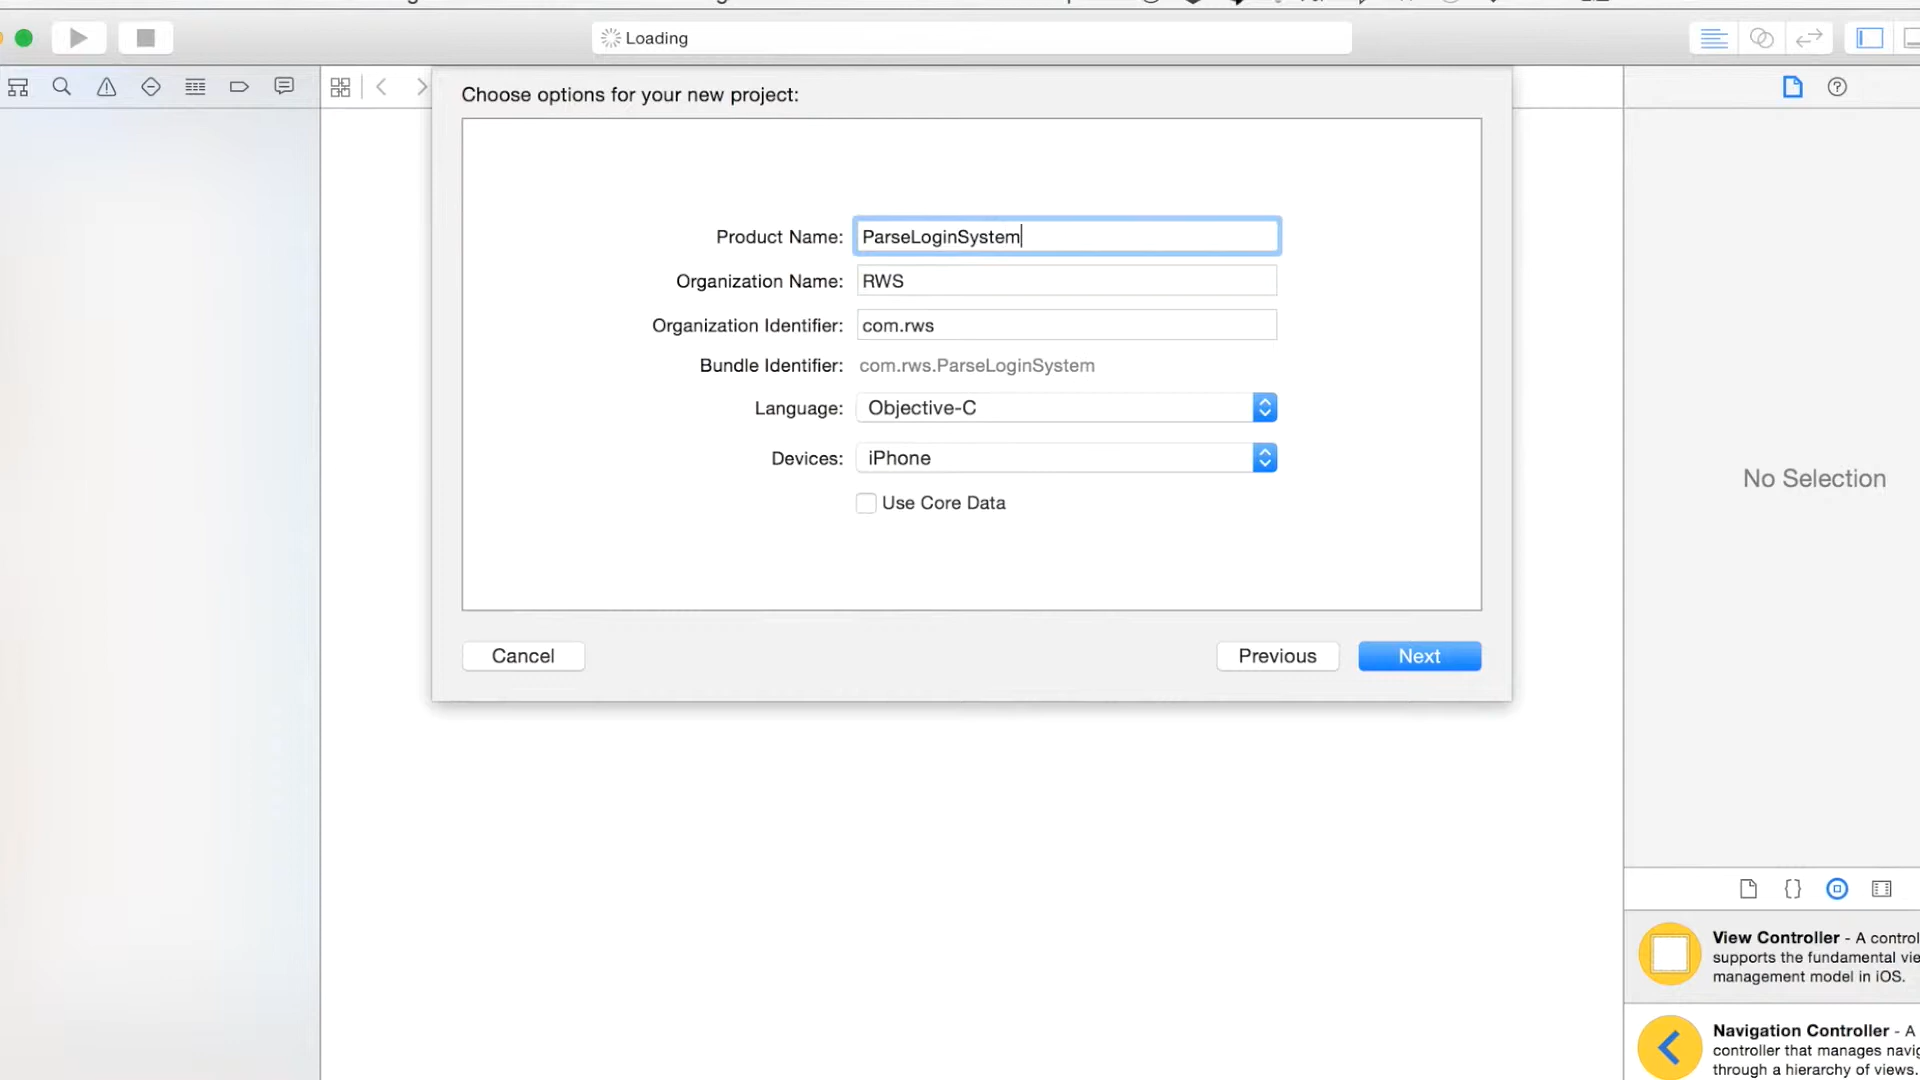 Loading
Choose options for your new project:
Product Name: ParseLoginSystem
Organization Name: RWS
Organization Identifier: com.rws
Bundle Identifier: com.rws.ParseLoginSystem
Language: Objective-C
Devices: iPhone
Use Core Data
Cancel
Previous
Next
No Selection
View Controller - A control
supports the fundamental vie
management model in iOS.
Navigation Controller - A
controller that manages navig
through a hierarchy of views.